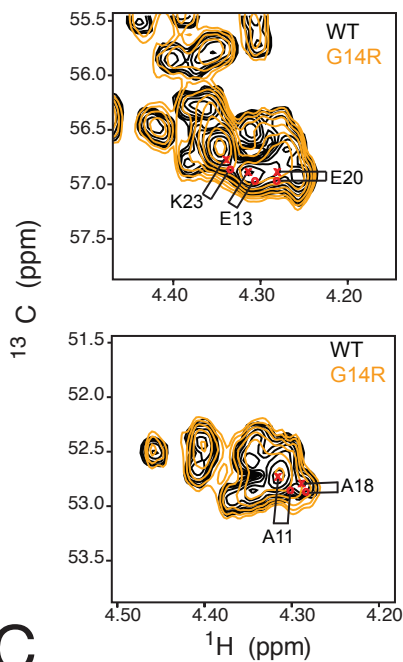 55.5
WT
G14R
56.0
56.5
57.0
E20
K23
E13
57.5
4.40 4.30 4.20
13 C (ppm)
51.5
WT
G14R
52.0
52.5
53.0
A18
A11
53.5
4.50 4.40 4.30 4.20
C
1H (ppm)